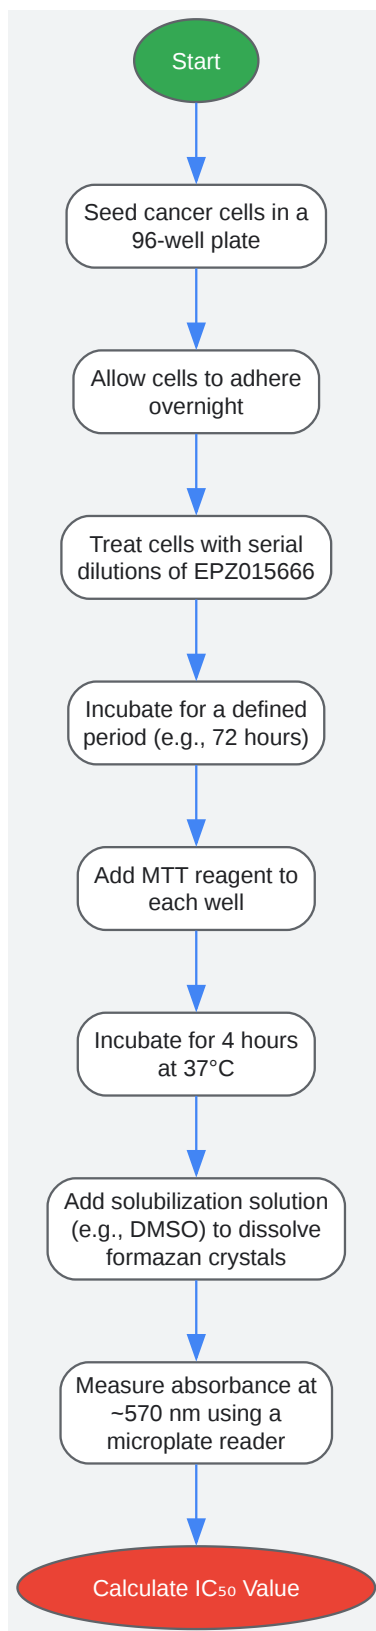 Start
Seed cancer cells in a
96-well plate
Allow cells to adhere
overnight
Treat cells with serial
dilutions of EPZ015666
Incubate for a defined
period (e.g., 72 hours)
Add MTT reagent to
each well
Incubate for 4 hours
at 37°C
Add solubilization solution
(e.g., DMSO) to dissolve
formazan crystals
Measure absorbance at
~570 nm using a
microplate reader
Calculate IC₅₀ Value